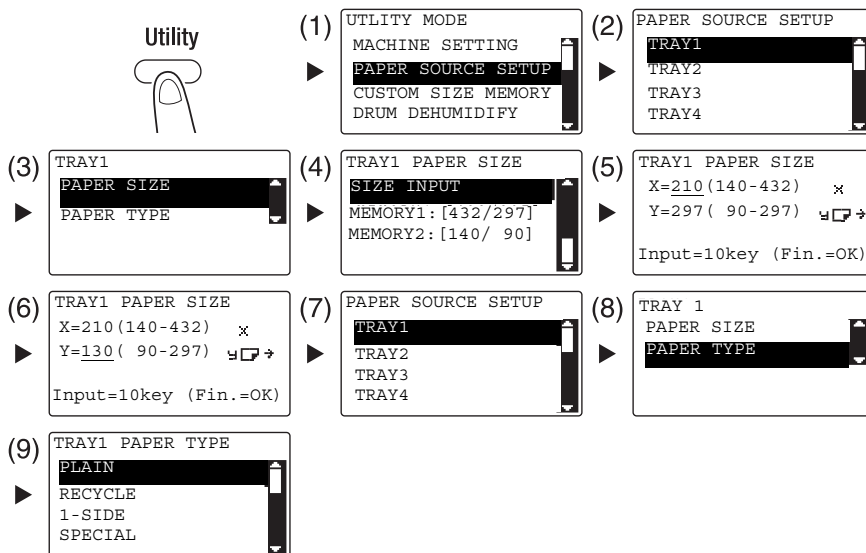 Utility
(1)
UTLITY MODE
MACHINE SETTING
PAPER SOURCE SETUP
CUSTOM SIZE MEMORY
DRUM DEHUMIDIFY
(2)
PAPER SOURCE SETUP
TRAY1
TRAY2
TRAY3
TRAY4
(3)
TRAY1
PAPER SIZE
PAPER TYPE
(4)
TRAY1 PAPER SIZE
SIZE INPUT
MEMORY1:[432/297]
MEMORY2:[140/ 90]
(5)
TRAY1 PAPER SIZE
X=210(140-432) x
Y=297( 90-297) y
Input=10key (Fin.=OK)
(6)
TRAY1 PAPER SIZE
X=210(140-432) x
Y=130( 90-297) y
Input=10key (Fin.=OK)
(7)
PAPER SOURCE SETUP
TRAY1
TRAY2
TRAY3
TRAY4
(8)
TRAY 1
PAPER SIZE
PAPER TYPE
(9)
TRAY1 PAPER TYPE
PLAIN
RECYCLE
1-SIDE
SPECIAL